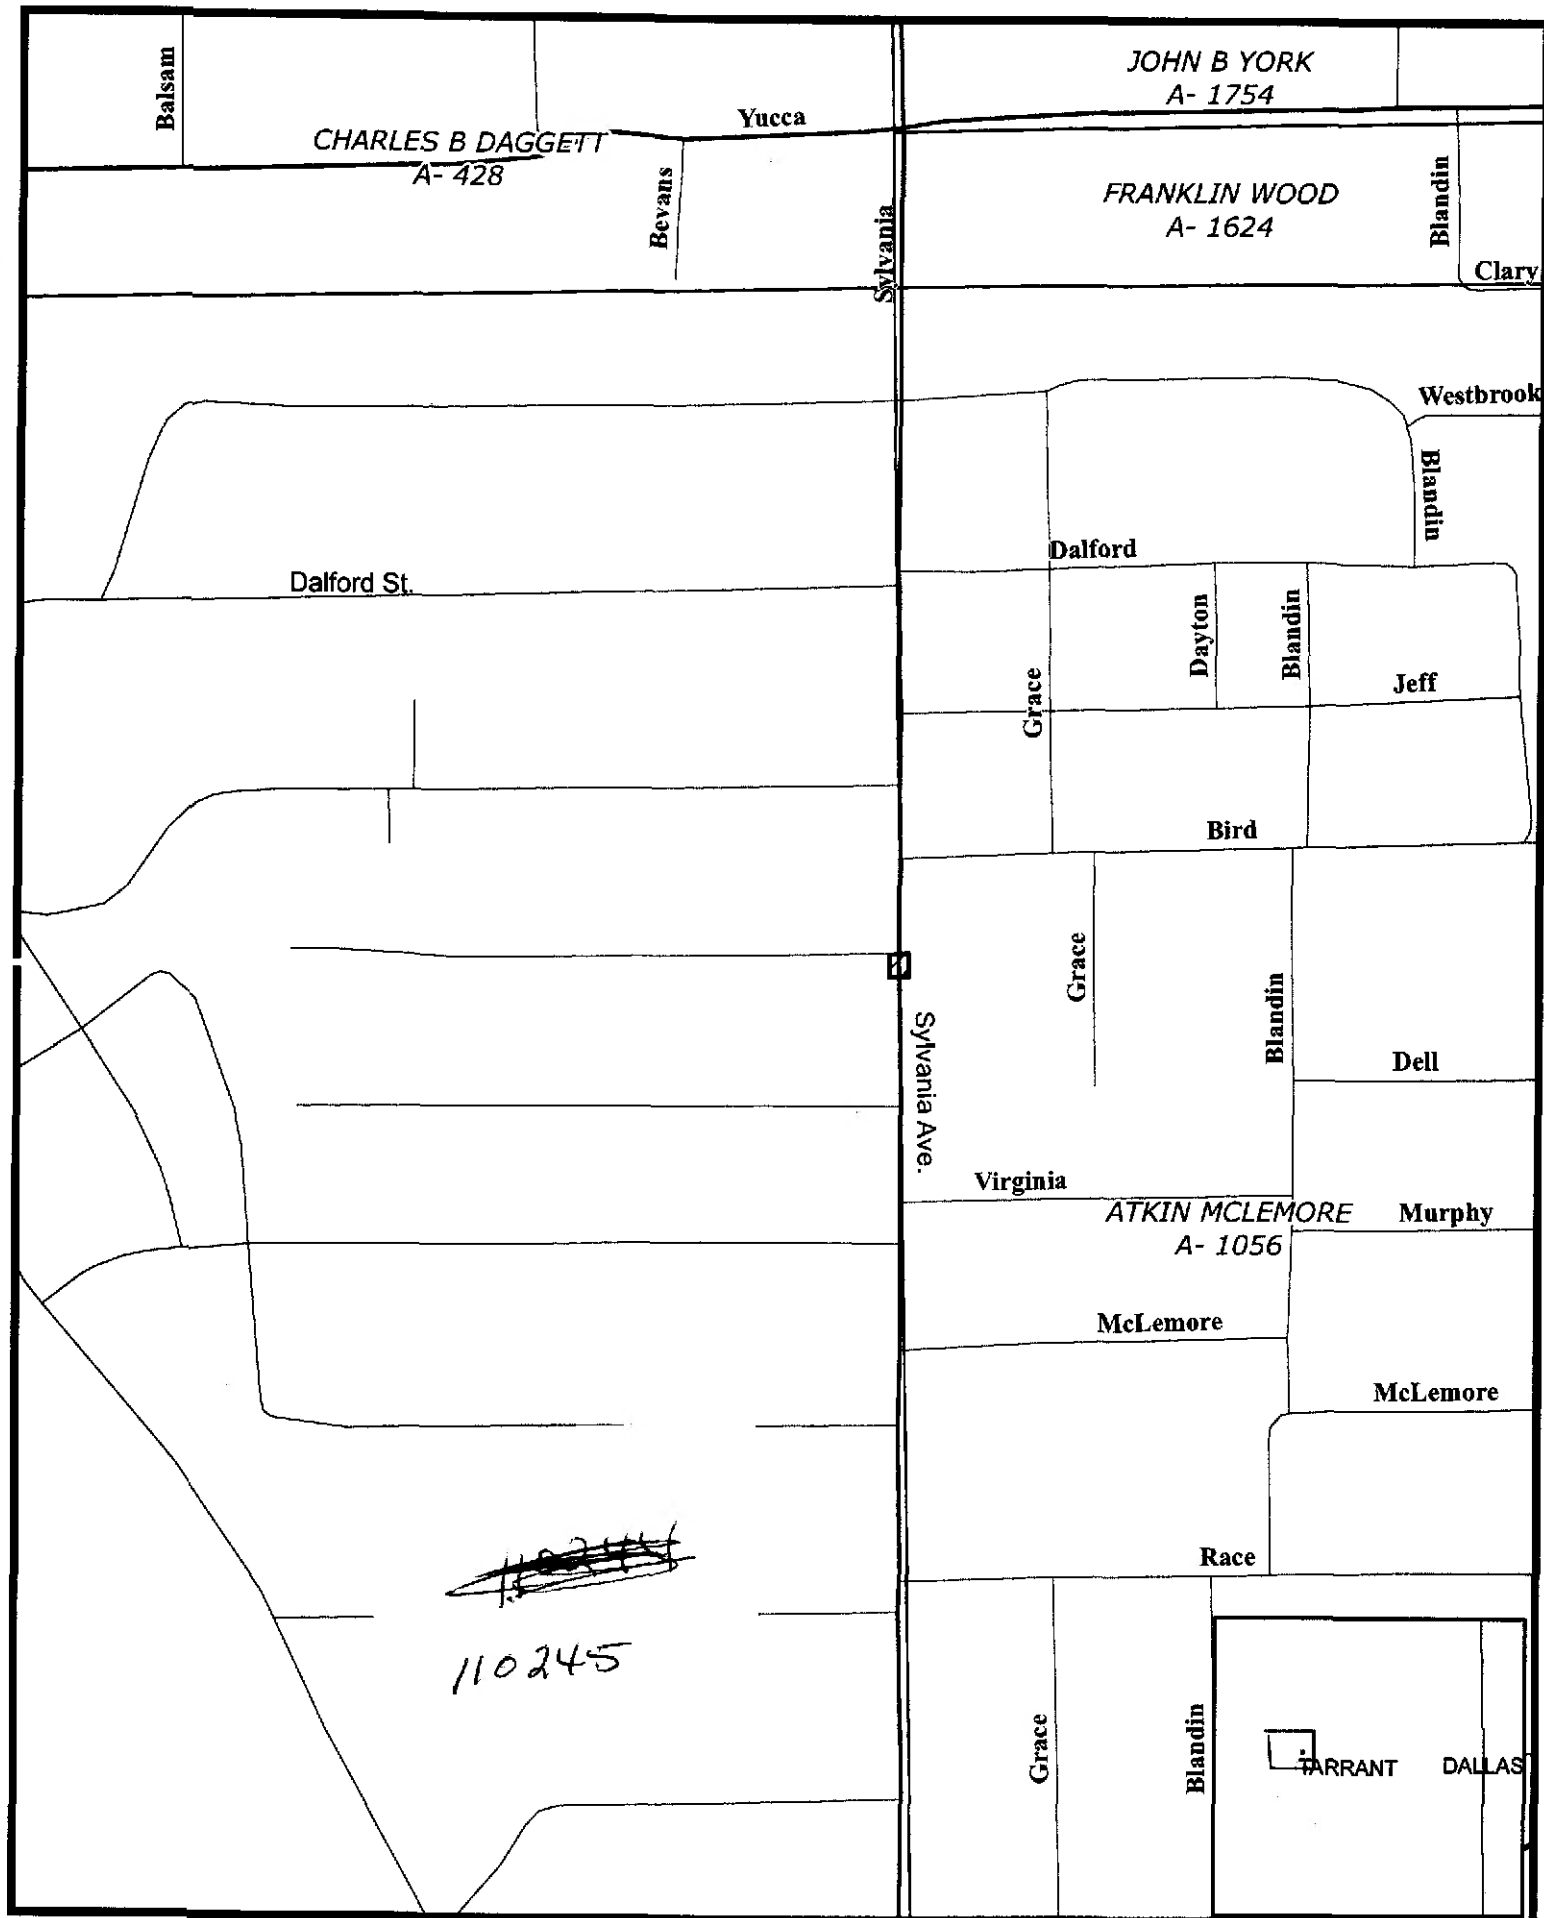 Balsam
JOHN B YORK
A- 1754
Yucca
CHARLES B DAGGETT
A- 428
Bevans
Sylvania
FRANKLIN WOOD
A- 1624
Blandin
Clary
Westbrook
Blandin
Dalford
Dalford St.
Dayton
Blandin
Grace
Jeff
Bird
Grace
Blandin
Sylvania Ave.
Dell
Virginia
ATKIN MCLEMORE
A- 1056
Murphy
McLemore
McLemore
Race
110245
Grace
Blandin
TARRANT
DALLAS